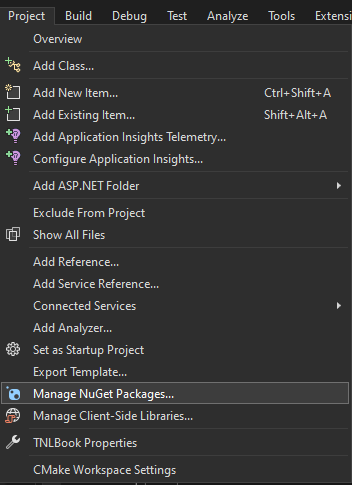 Project Build Debug Test Analyze Tools Extensi
Overview
Add Class...
Add New Item... Ctrl+Shift+A
Add Existing Item... Shift+Alt+A
Add Application Insights Telemetry...
Configure Application Insights...
Add ASP.NET Folder
Exclude From Project
Show All Files
Add Reference...
Add Service Reference...
Connected Services
Add Analyzer...
Set as Startup Project
Export Template...
Manage NuGet Packages...
Manage Client-Side Libraries...
TNLBook Properties
CMake Workspace Settings